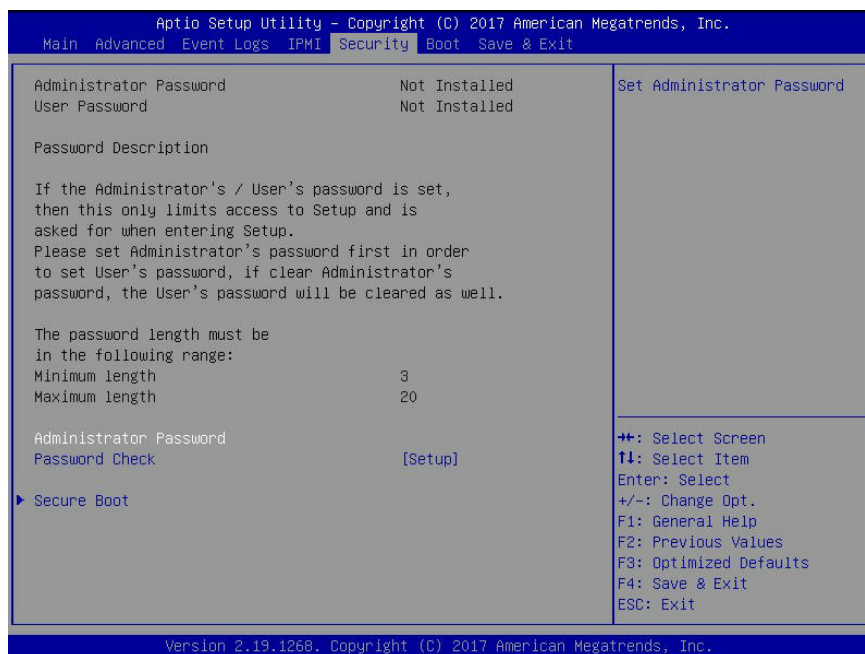 Aptio Setup Utility – Copyright (C) 2017 American Megatrends, Inc.
Main Advanced Event Logs IPMI Security Boot Save & Exit
Administrator Password Not Installed
User Password Not Installed
Password Description
If the Administrator's / User's password is set,
then this only limits access to Setup and is
asked for when entering Setup.
Please set Administrator's password first in order
to set User's password, if clear Administrator's
password, the User's password will be cleared as well.
The password length must be
in the following range:
Minimum length 3
Maximum length 20
Administrator Password
Password Check [Setup]
Secure Boot
Set Administrator Password
→←: Select Screen
↑↓: Select Item
Enter: Select
+/-: Change Opt.
F1: General Help
F2: Previous Values
F3: Optimized Defaults
F4: Save & Exit
ESC: Exit
Version 2.19.1268. Copyright (C) 2017 American Megatrends, Inc.